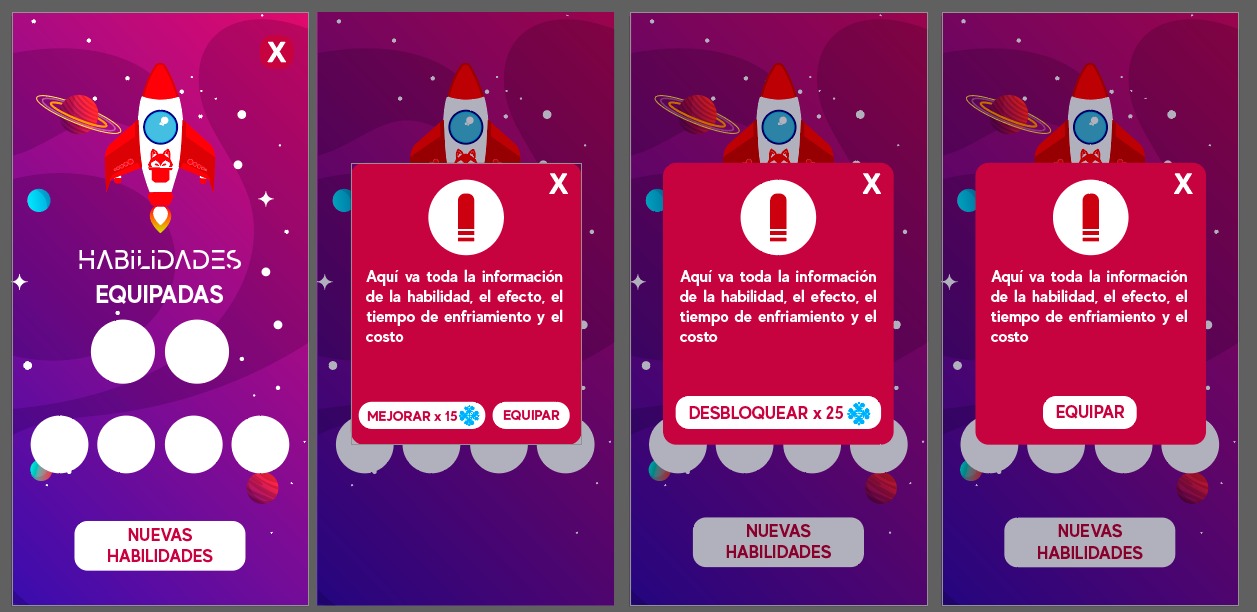 X
HABILIDADES
EQUIPADAS
NUEVAS
HABILIDADES
X
Aquí va toda la información
de la habilidad, el efecto, el
tiempo de enfriamiento y el
costo
MEJORAR x 15
EQUIPAR
X
Aquí va toda la información
de la habilidad, el efecto, el
tiempo de enfriamiento y el
costo
DESBLOQUEAR x 25
NUEVAS
HABILIDADES
X
Aquí va toda la información
de la habilidad, el efecto, el
tiempo de enfriamiento y el
costo
EQUIPAR
NUEVAS
HABILIDADES